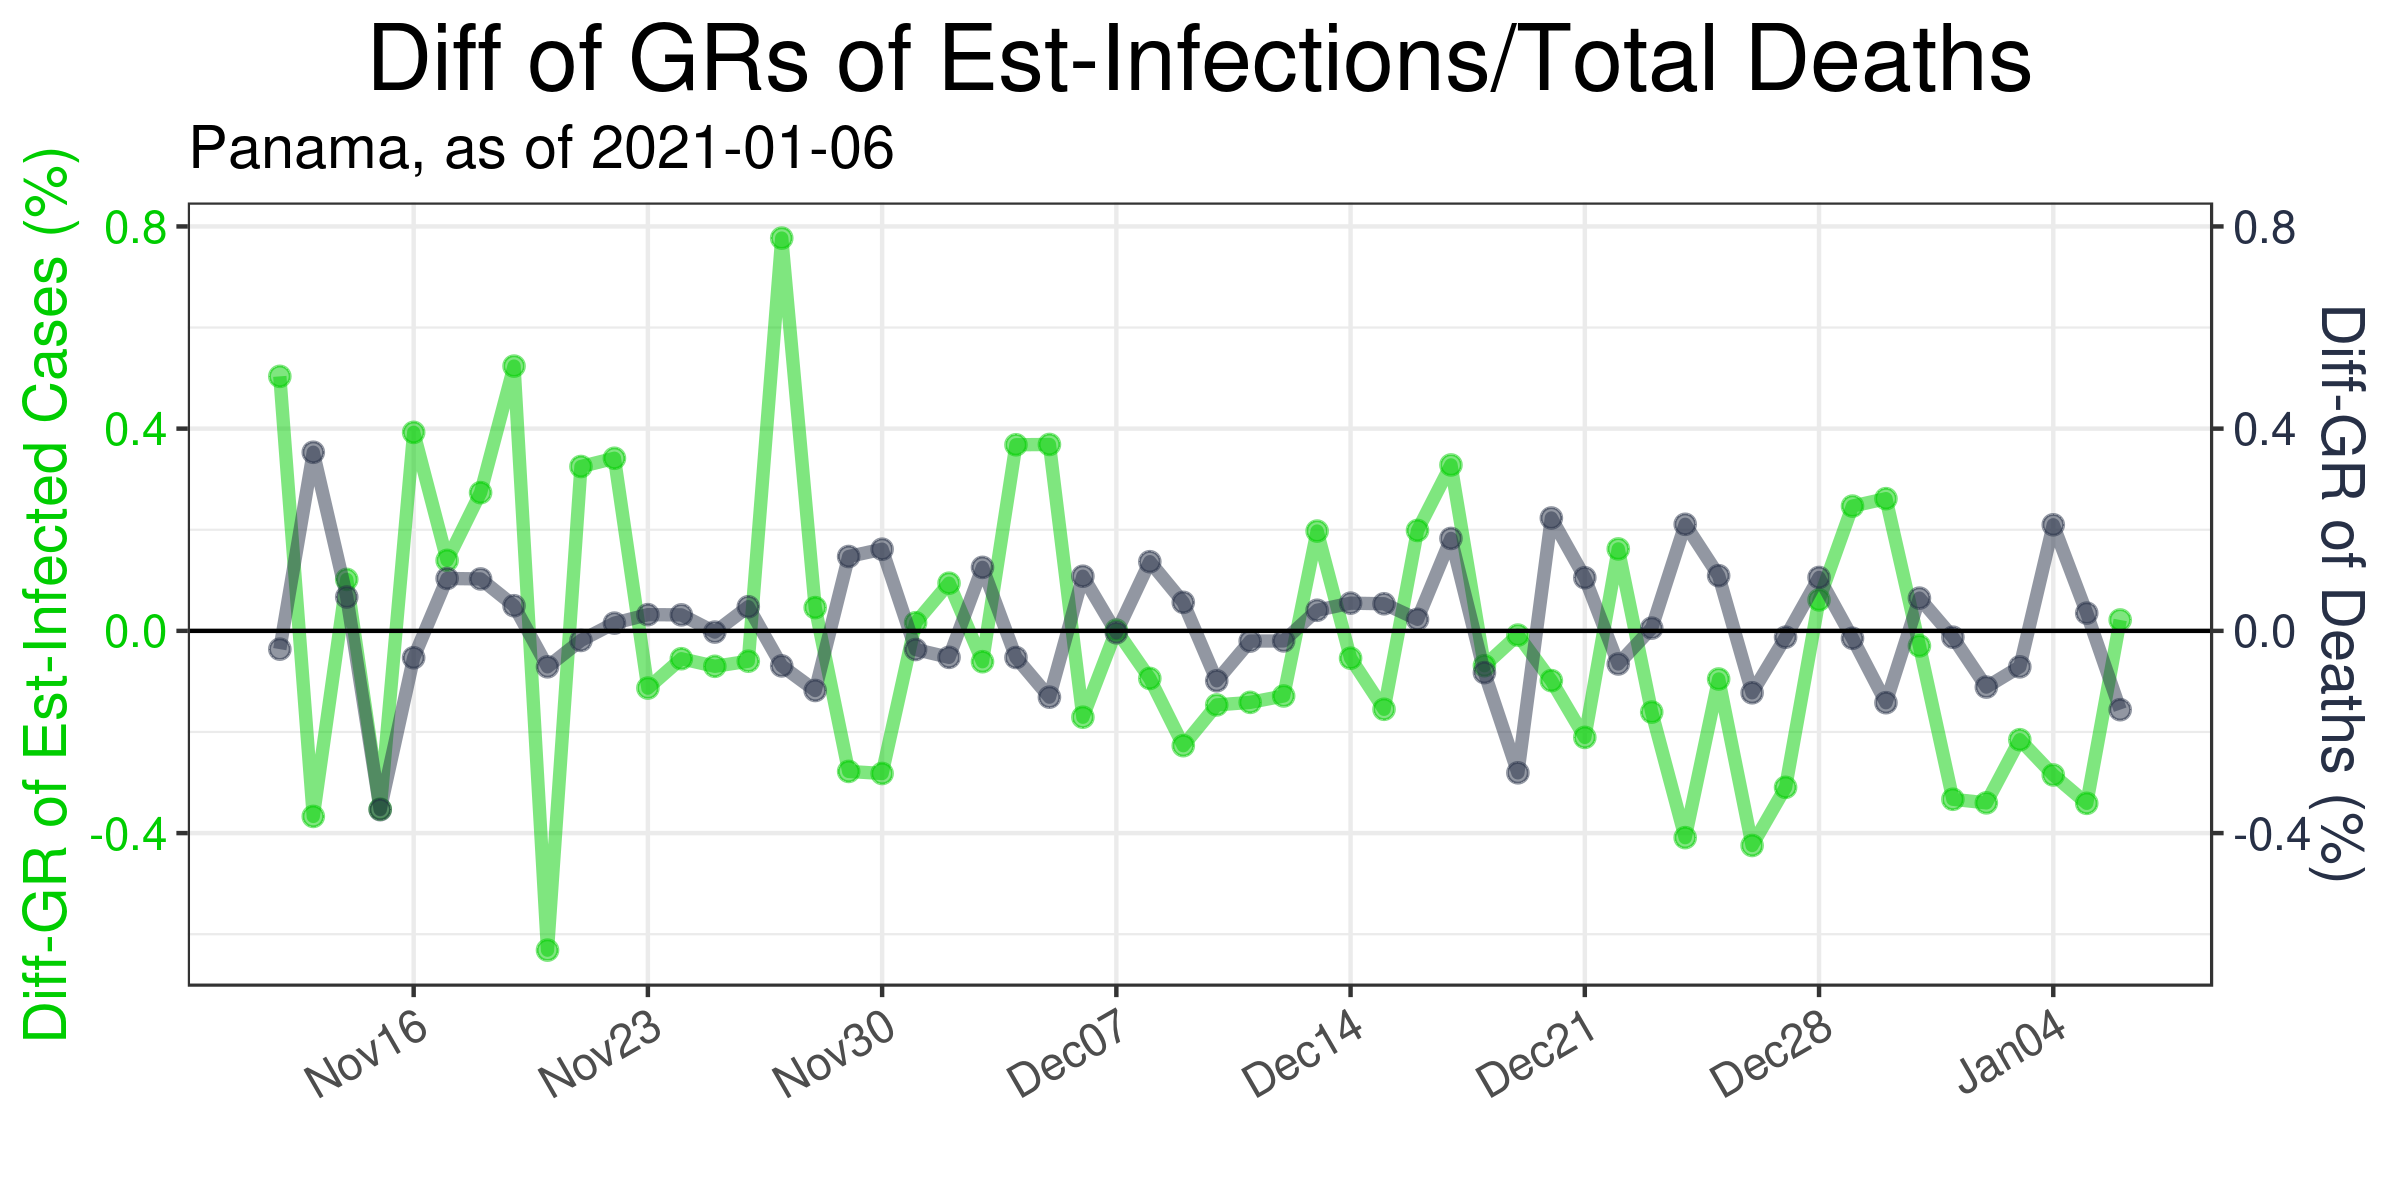 Diff of GRs of Est-Infections/Total Deaths
Panama, as of 2021-01-06
Diff-GR of Est-Infected Cases (%)
0.8
0.4
0.0
-0.4
0.8
0.4
0.0
-0.4
Diff-GR of Deaths (%)
Nov16
Nov23
Nov30
Dec07
Dec14
Dec21
Dec28
Jan04